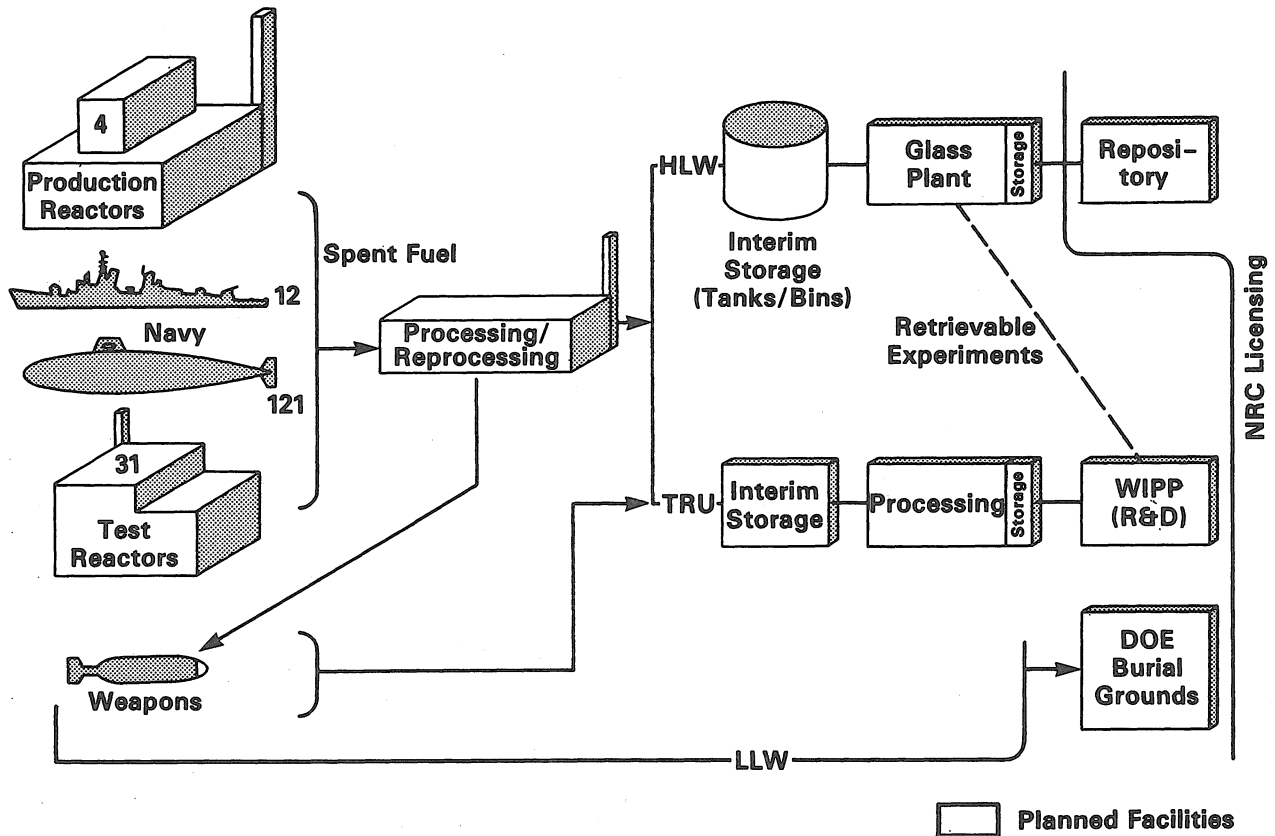 4
Production
Reactors
12
Navy
121
31
Test
Reactors
Weapons
Spent Fuel
Processing/
Reprocessing
HLW
Interim
Storage
(Tanks/Bins)
Glass
Plant
Storage
Reposi-
tory
Retrievable
Experiments
NRC Licensing
TRU
Interim
Storage
Processing
Storage
WIPP
(R&D)
DOE
Burial
Grounds
LLW
Planned Facilities